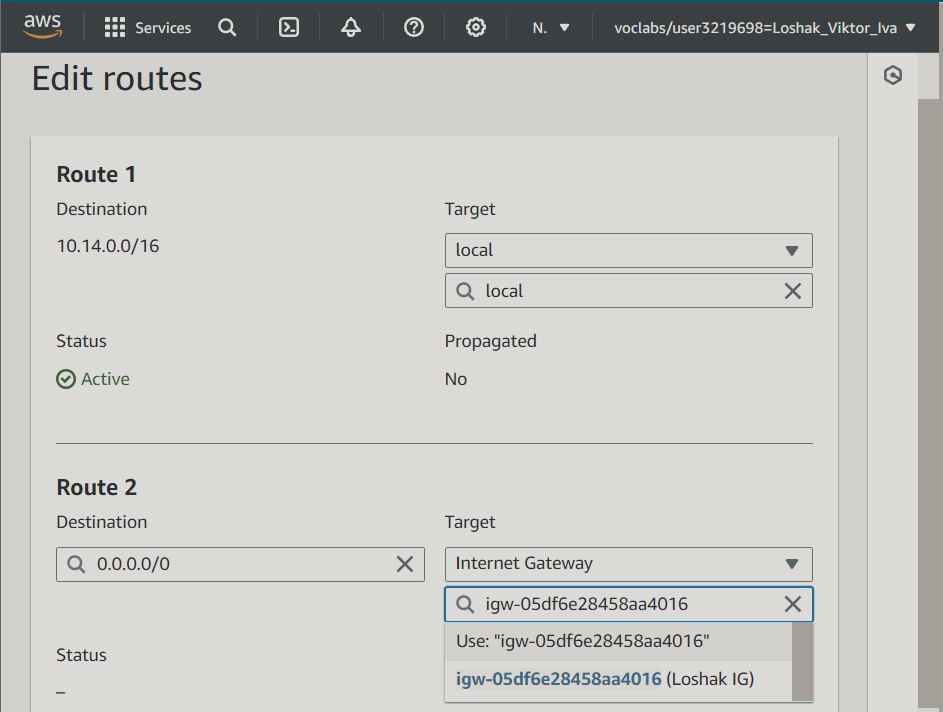 aws Services N. voclabs/user3219698=Loshak_Viktor_Iva
Edit routes
Route 1
Destination Target
10.14.0.0/16 local
local
Status Propagated
Active No
Route 2
Destination Target
0.0.0.0/0 Internet Gateway
igw-05df6e28458aa4016
Use: "igw-05df6e28458aa4016"
Status
igw-05df6e28458aa4016 (Loshak IG)
–